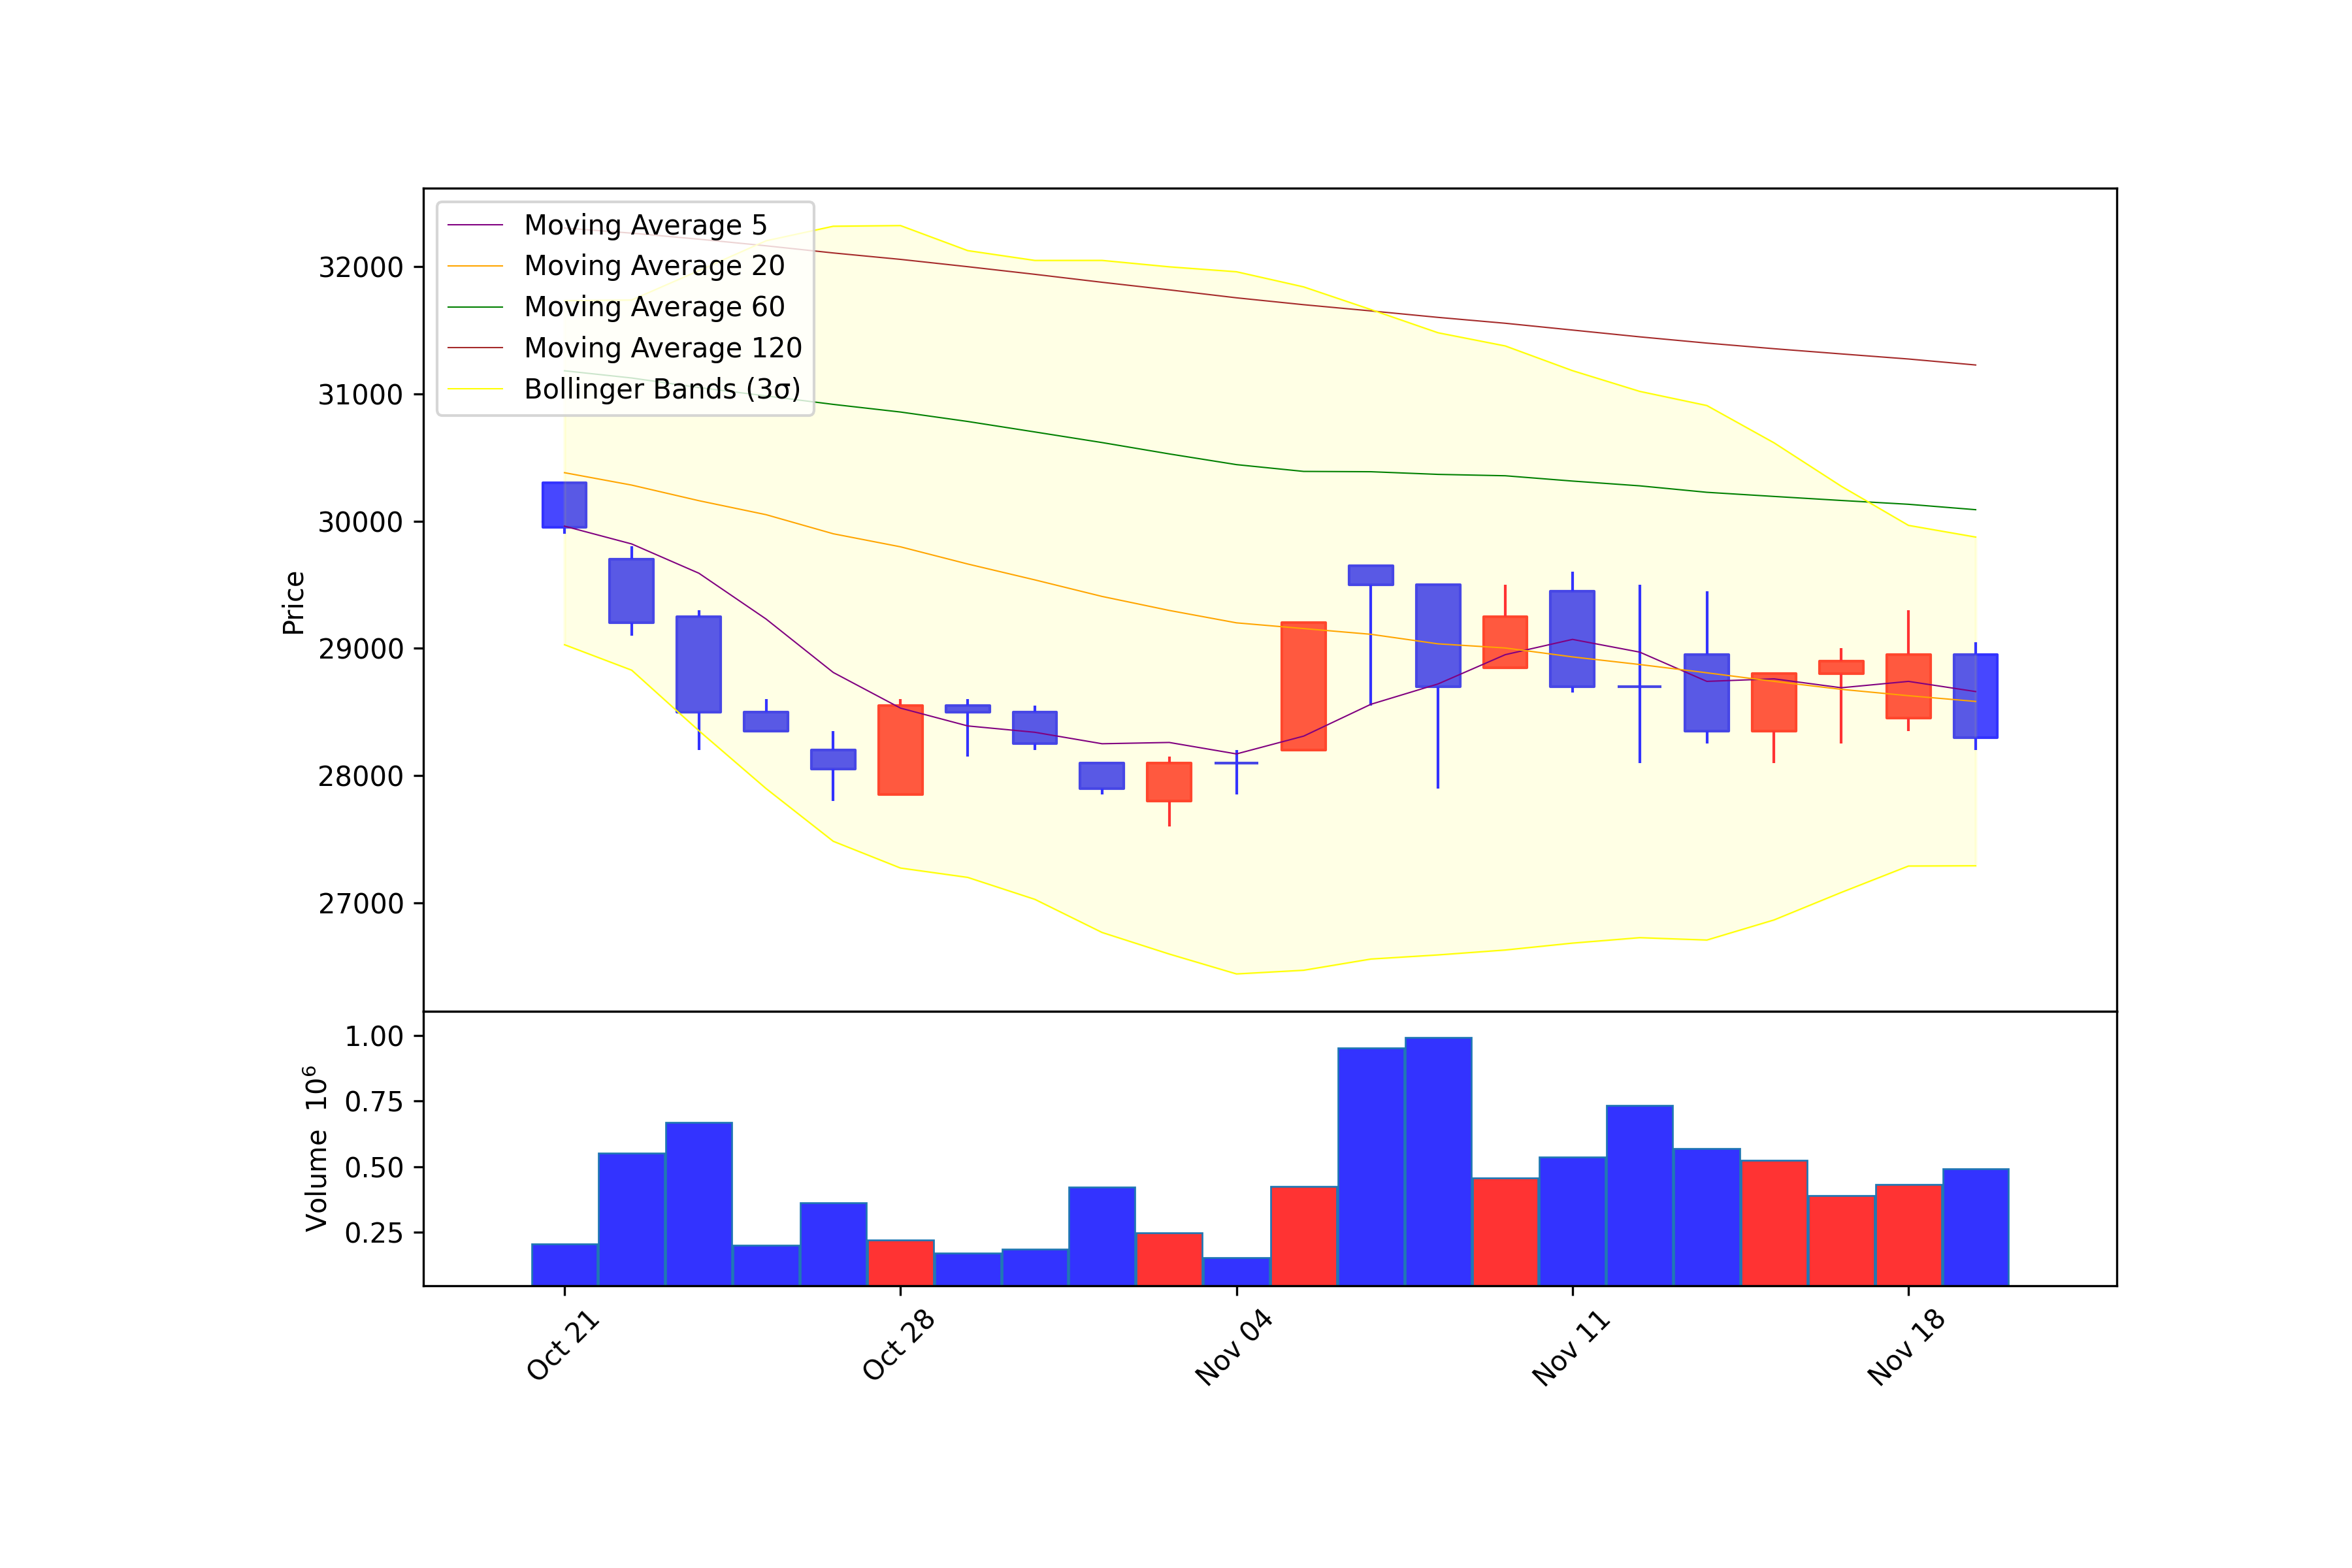 Moving Average 5
Moving Average 20
Moving Average 60
Moving Average 120
Bollinger Bands (3σ)
Price
32000
31000
30000
29000
28000
27000
Volume 10⁶
1.00
0.75
0.50
0.25
Oct 21
Oct 28
Nov 04
Nov 11
Nov 18